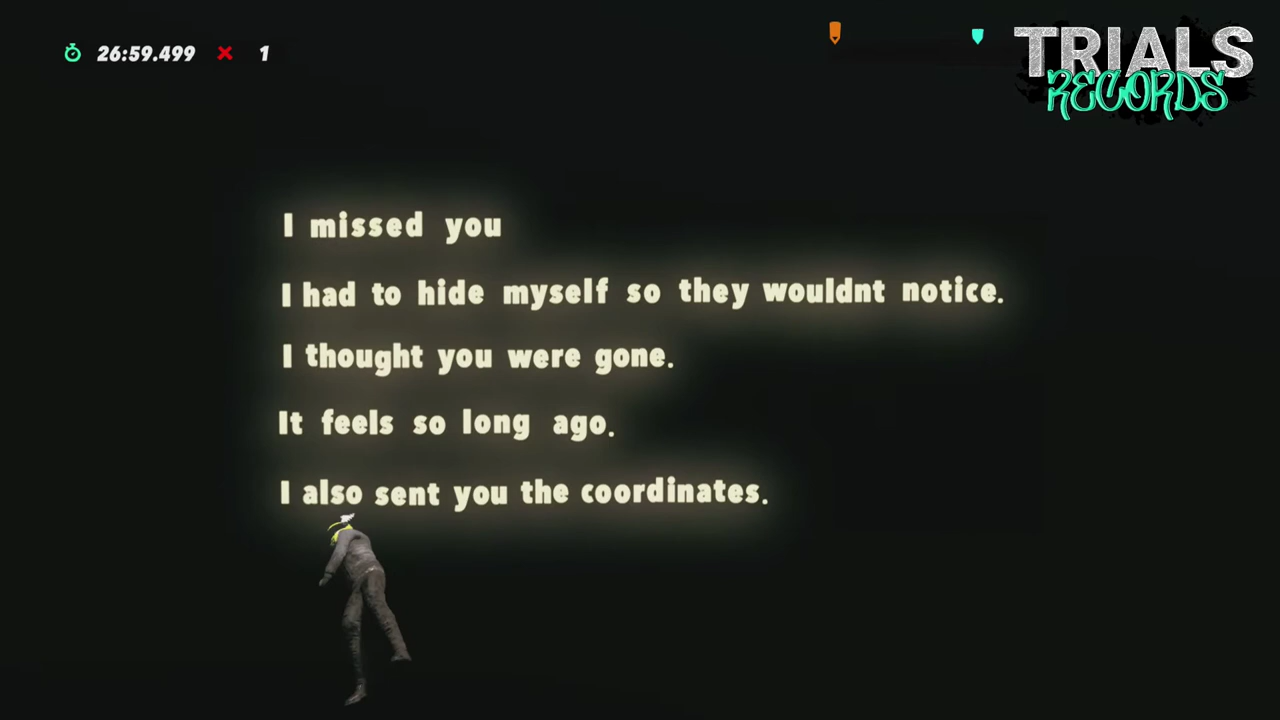 26:59.499 1
TRIALS
RECORDS
I missed you
I had to hide myself so they wouldnt notice.
I thought you were gone.
It feels so long ago.
I also sent you the coordinates.